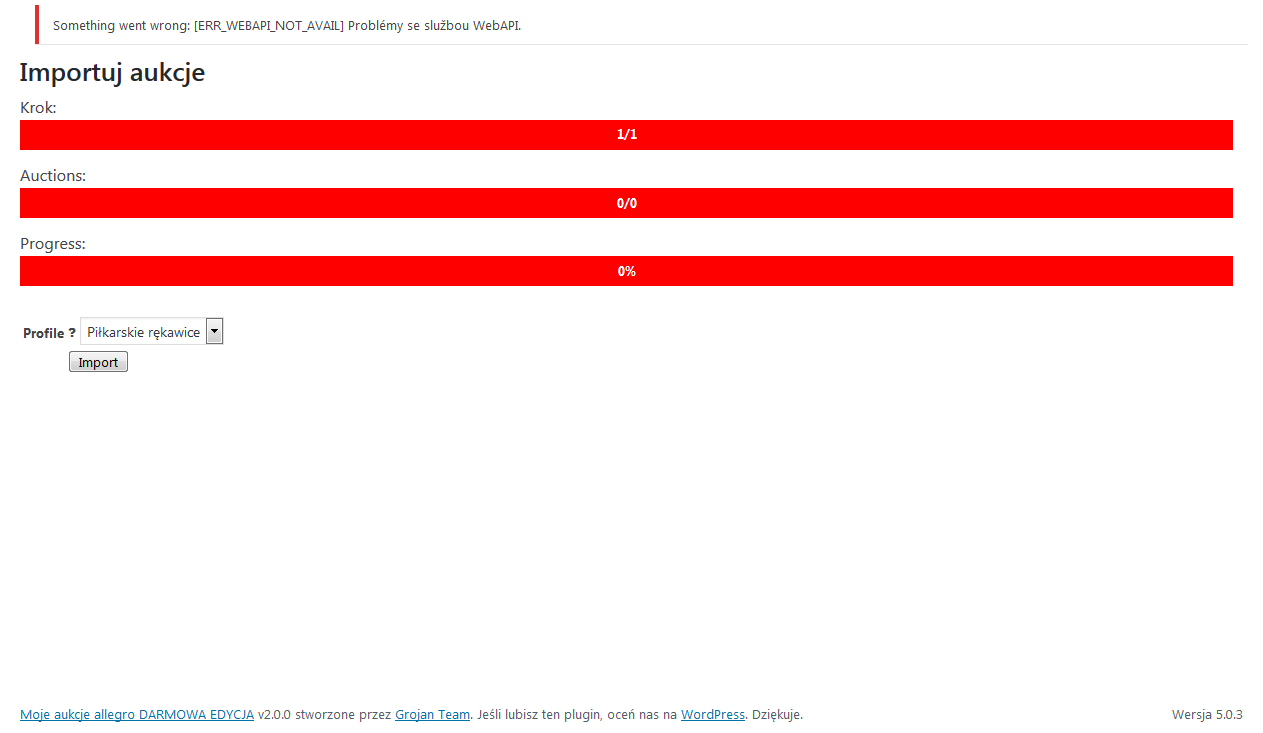 Something went wrong: [ERR_WEBAPI_NOT_AVAIL] Problémy se službou WebAPI.
Importuj aukcje
Krok:
1/1
Auctions:
0/0
Progress:
0%
Profile ? Piłkarskie rękawice
Import
Moje aukcje allegro DARMOWA EDYCJA v2.0.0 stworzone przez Grojan Team. Jeśli lubisz ten plugin, oceń nas na WordPress. Dziękuje. Wersja 5.0.3